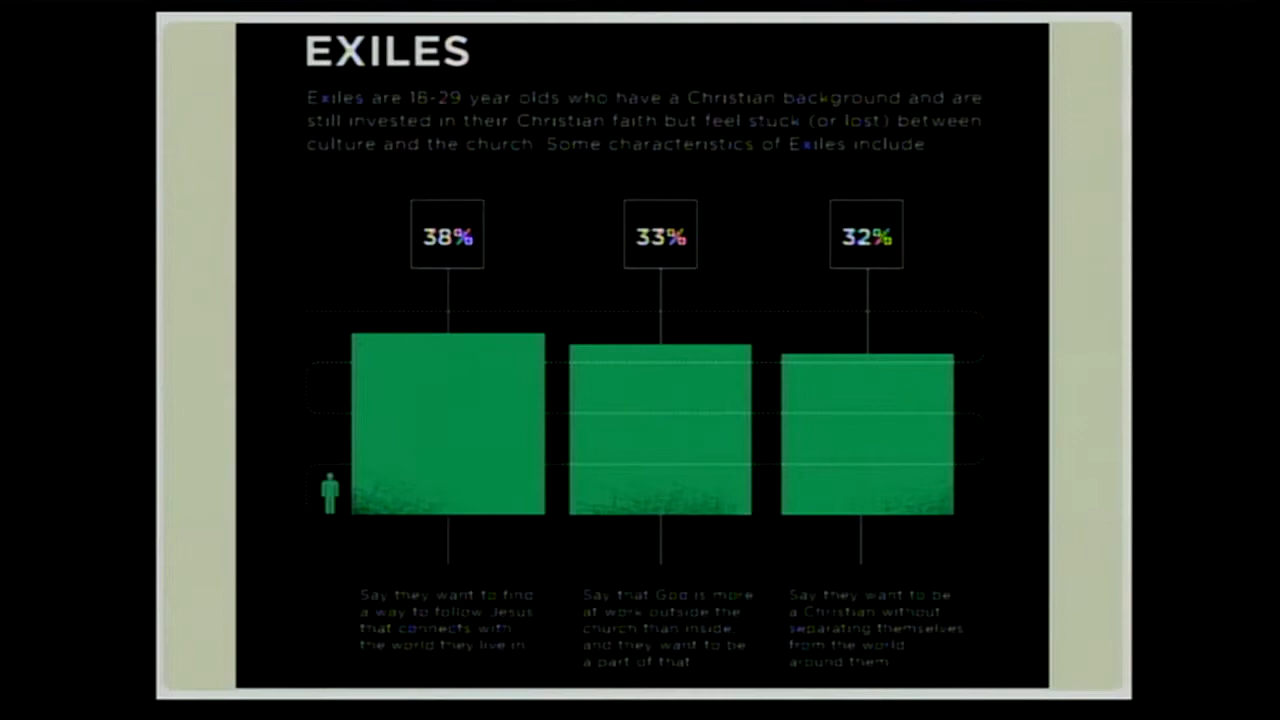 EXILES
Exiles are 18-29 year olds who have a Christian background and are
still invested in their Christian faith but feel stuck (or lost) between
culture and the church. Some characteristics of Exiles include
38%
33%
32%
Say they want to find
a way to follow Jesus
that connects with
the world they live in
Say that God is more
at work outside the
church than inside
and they want to be
a part of that
Say they want to be
a Christian without
separating themselves
from the world
around them